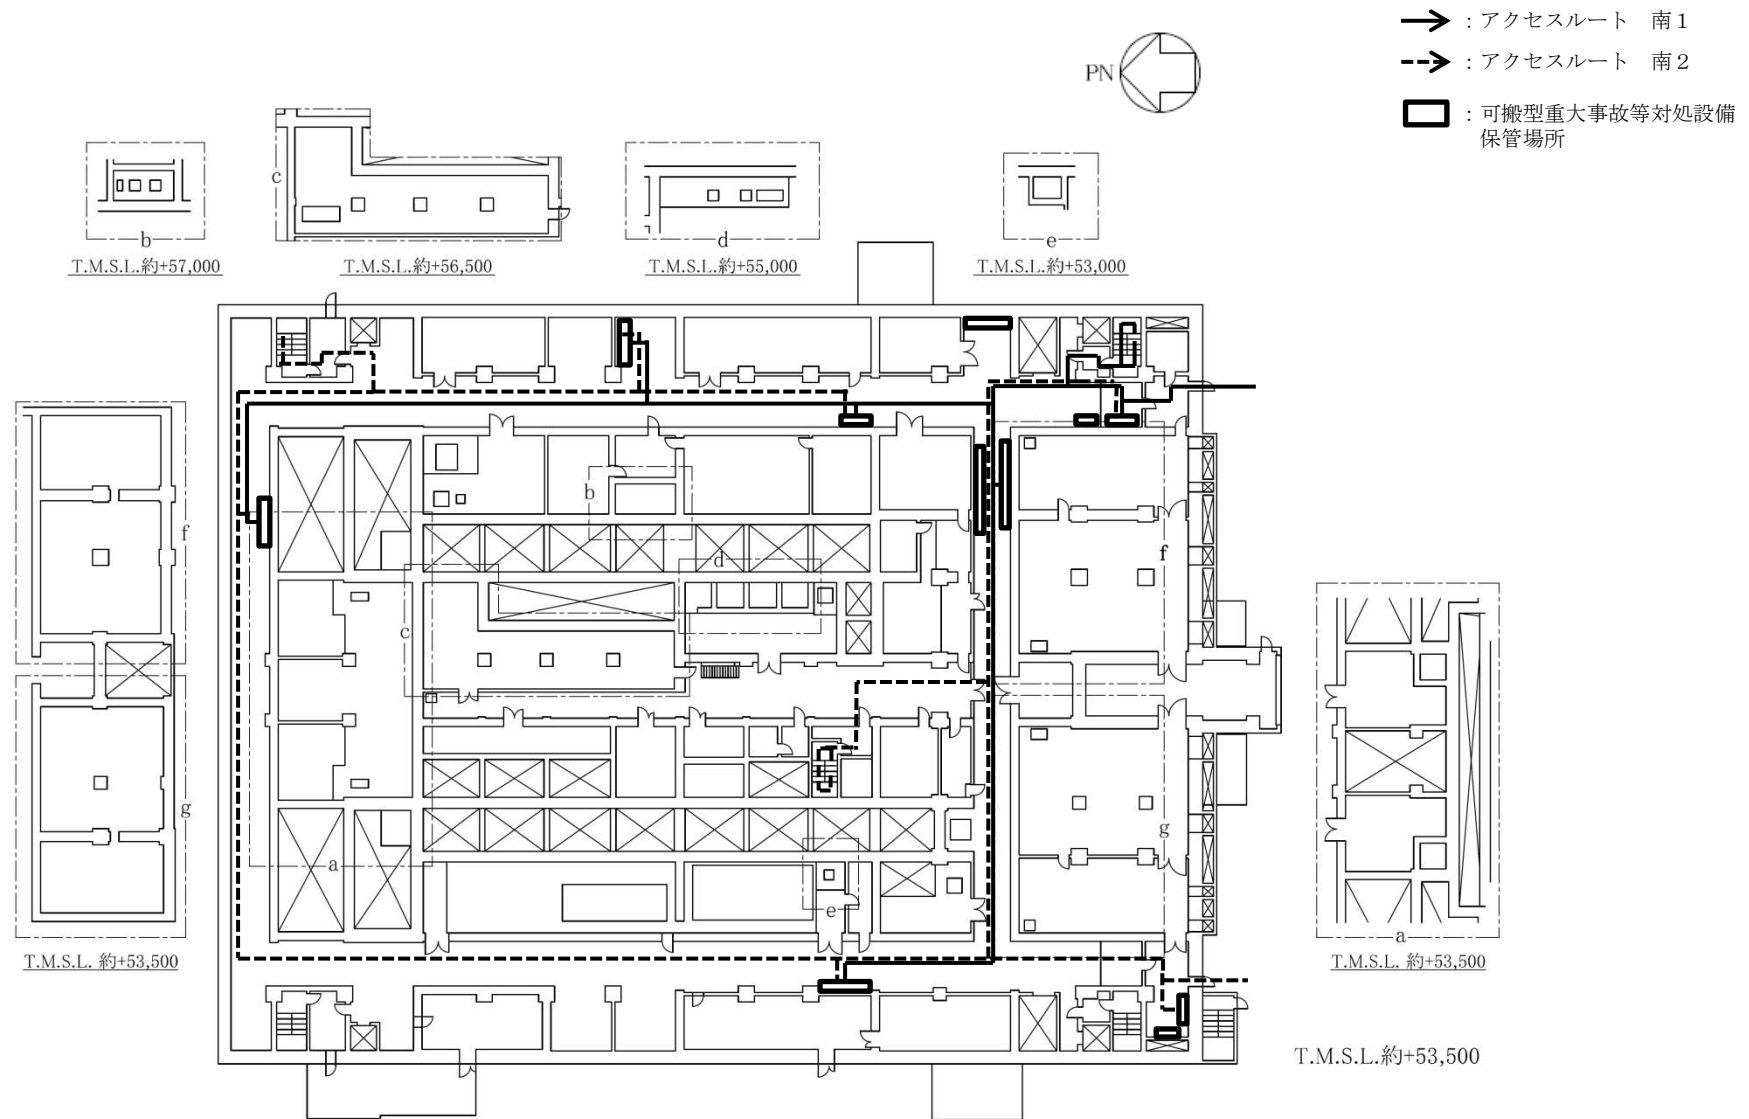 ：アクセスルート　南１
：アクセスルート　南２
：可搬型重大事故等対処設備
保管場所
PN
c
b
d
e
T.M.S.L.約+57,000
T.M.S.L.約+56,500
T.M.S.L.約+55,000
T.M.S.L.約+53,000
b
f
f
d
c
g
g
a
e
a
T.M.S.L. 約+53,500
T.M.S.L. 約+53,500
T.M.S.L.約+53,500